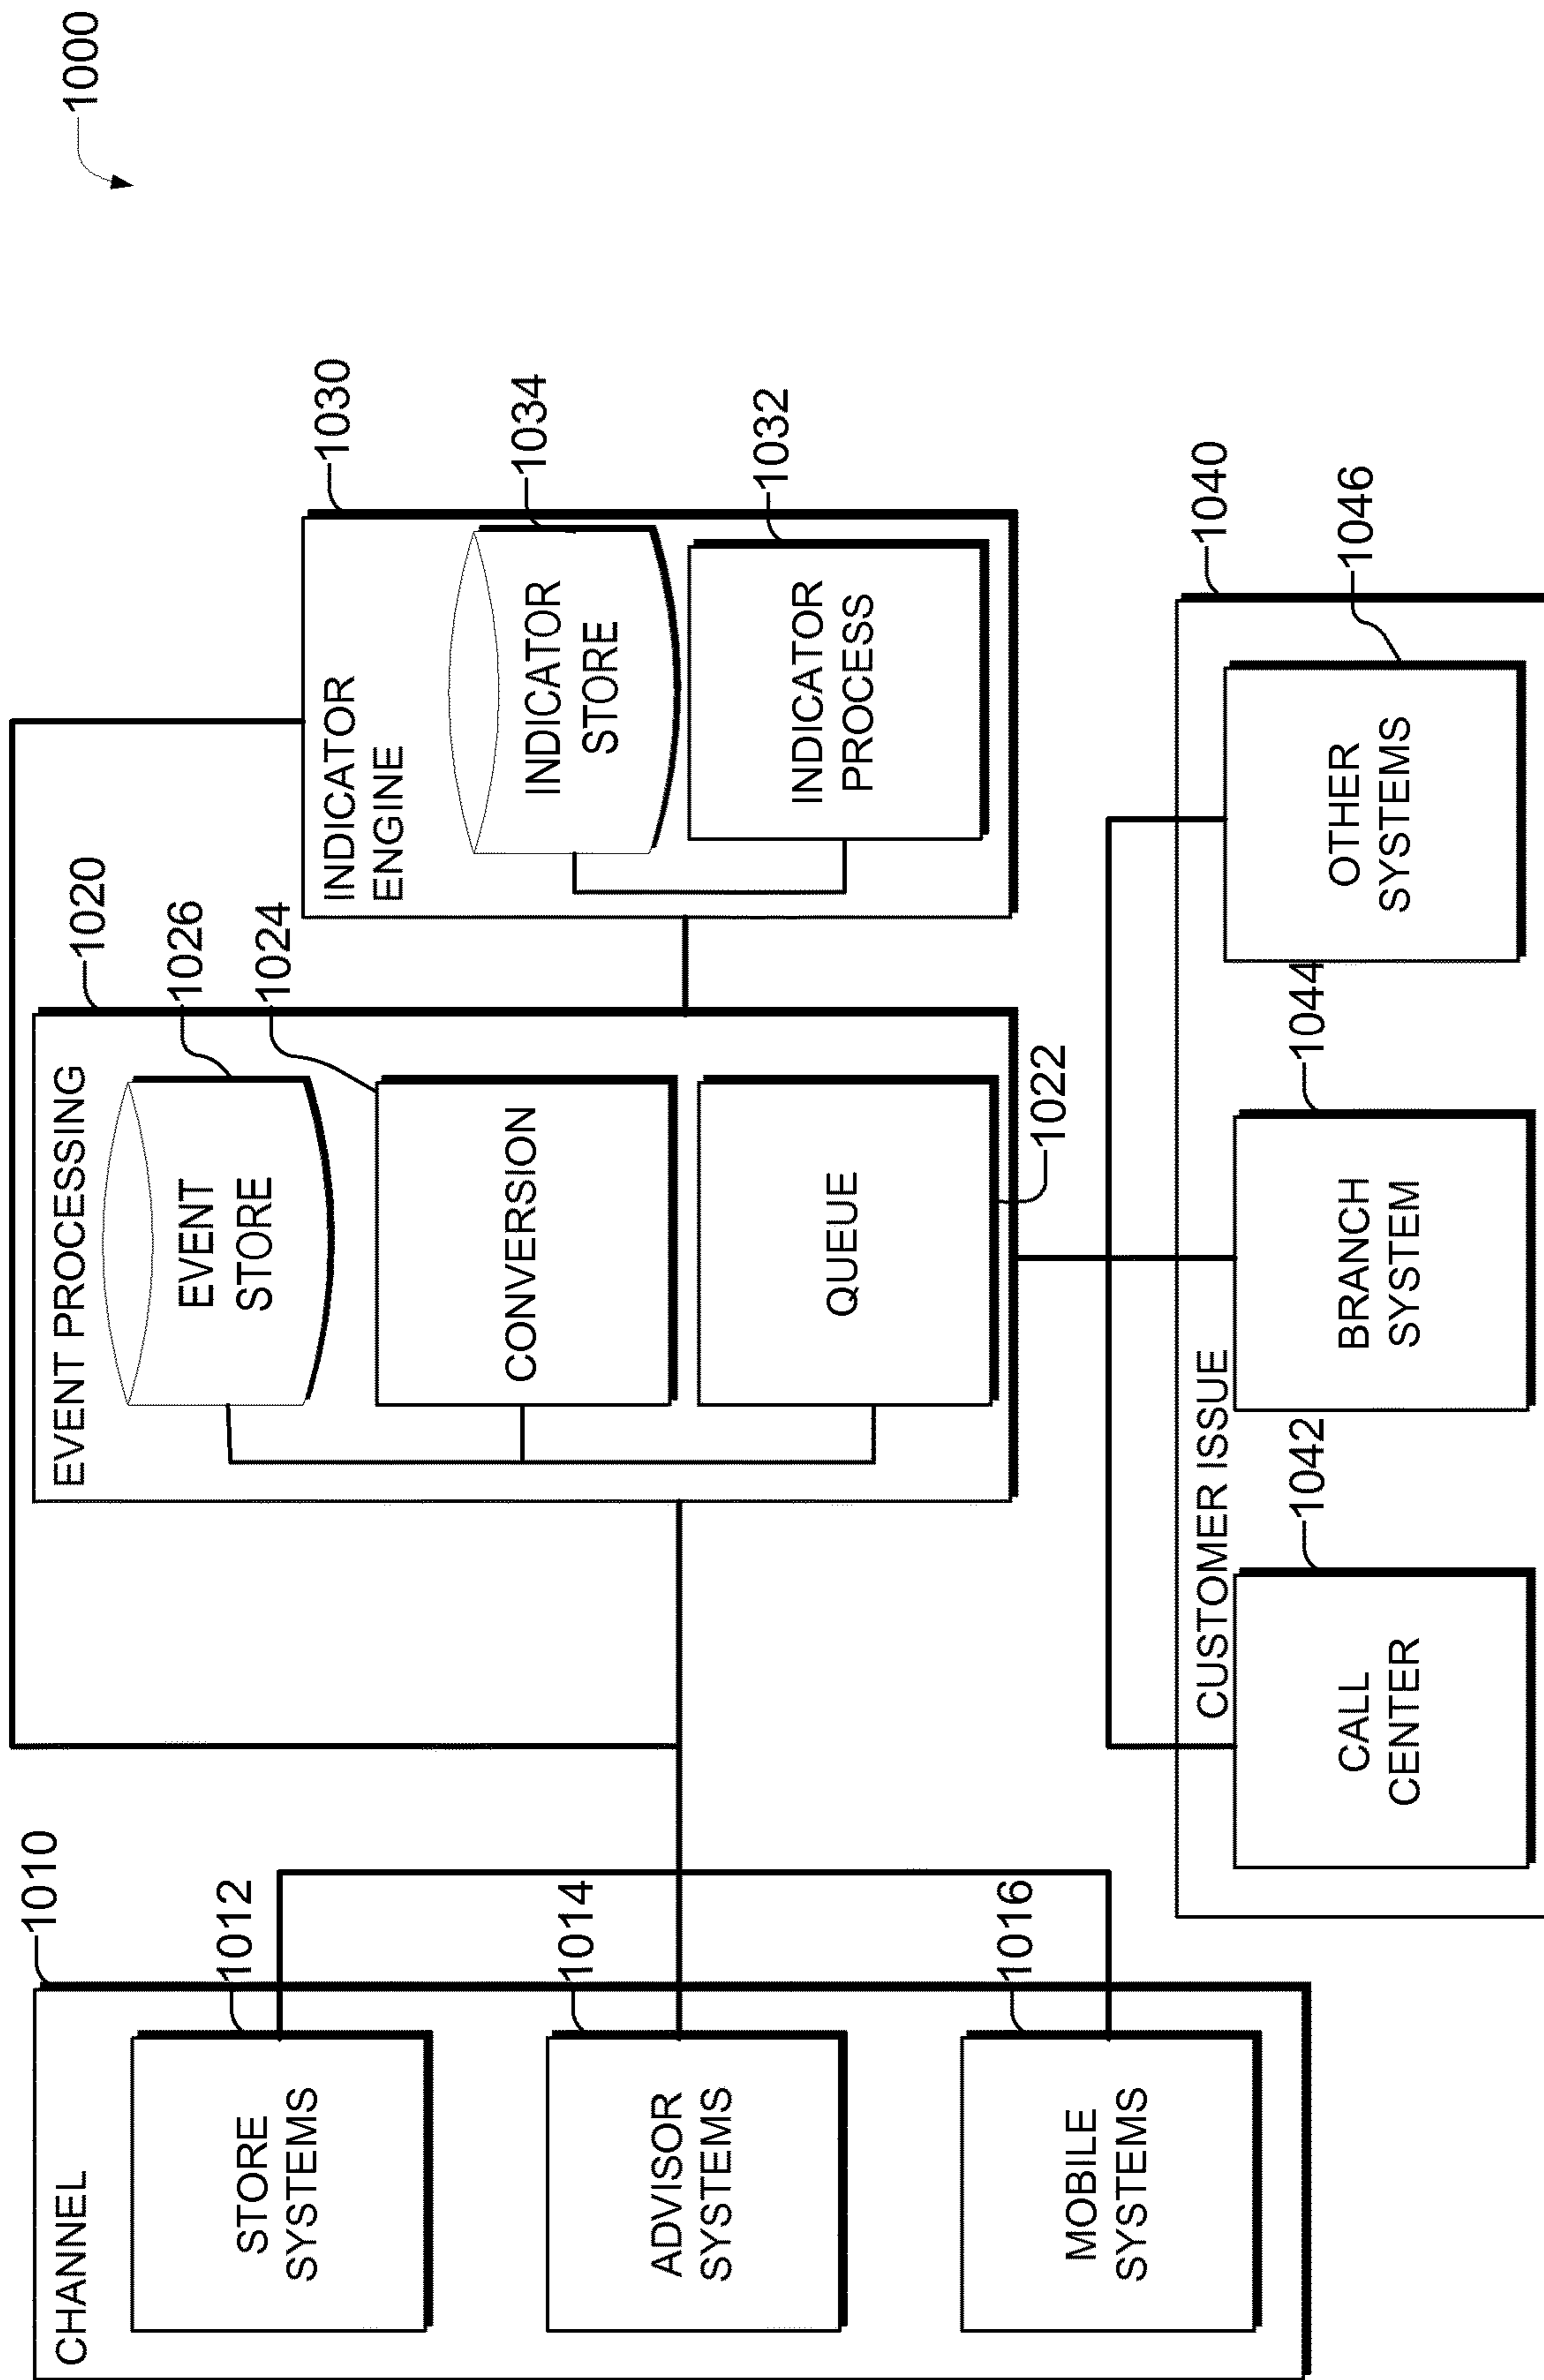 1000
1010
CHANNEL
1012
STORE
SYSTEMS
1014
ADVISOR
SYSTEMS
1016
MOBILE
SYSTEMS
1020
EVENT PROCESSING
1026
EVENT
STORE
1024
CONVERSION
QUEUE
1022
1030
INDICATOR
ENGINE
1034
INDICATOR
STORE
1032
INDICATOR
PROCESS
1040
CUSTOMER ISSUE
1042
CALL
CENTER
1044
BRANCH
SYSTEM
1046
OTHER
SYSTEMS